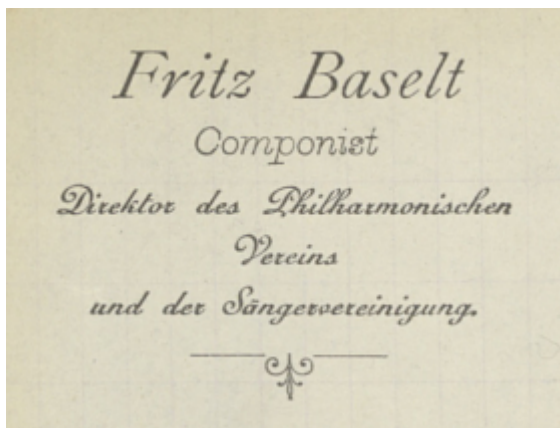 Fritz Baselt
Componist
Direktor des Philharmonischen
Vereins
und der Sängervereinigung.